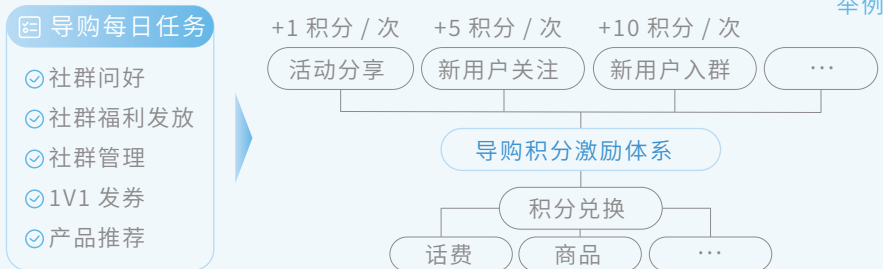 举例
导购每日任务
社群问好
社群福利发放
社群管理
1V1 发券
产品推荐
+1 积分 / 次 +5 积分 / 次 +10 积分 / 次
活动分享 新用户关注 新用户入群 …
导购积分激励体系
积分兑换
话费 商品 …